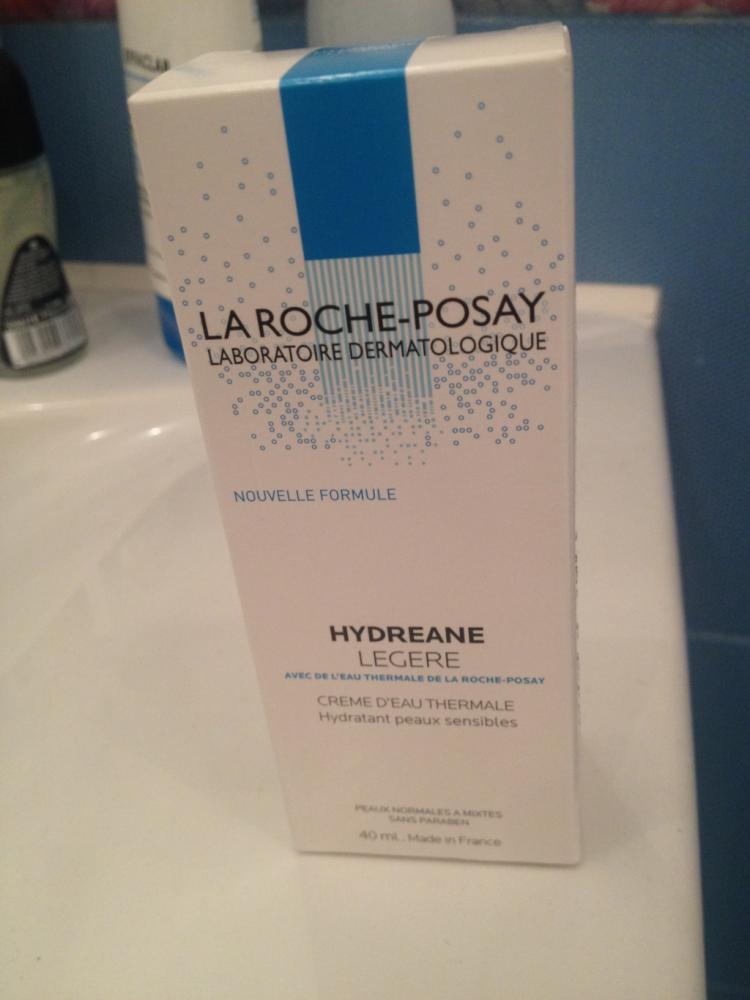 LA ROCHE-POSAY
LABORATOIRE DERMATOLOGIQUE
NOUVELLE FORMULE
HYDREANE
LEGERE
AVEC DE L'EAU THERMALE DE LA ROCHE-POSAY
CREME D'EAU THERMALE
Hydratant peaux sensibles
PEAUX NORMALES A MIXTES
SANS PARABEN
40 mL. Made in France